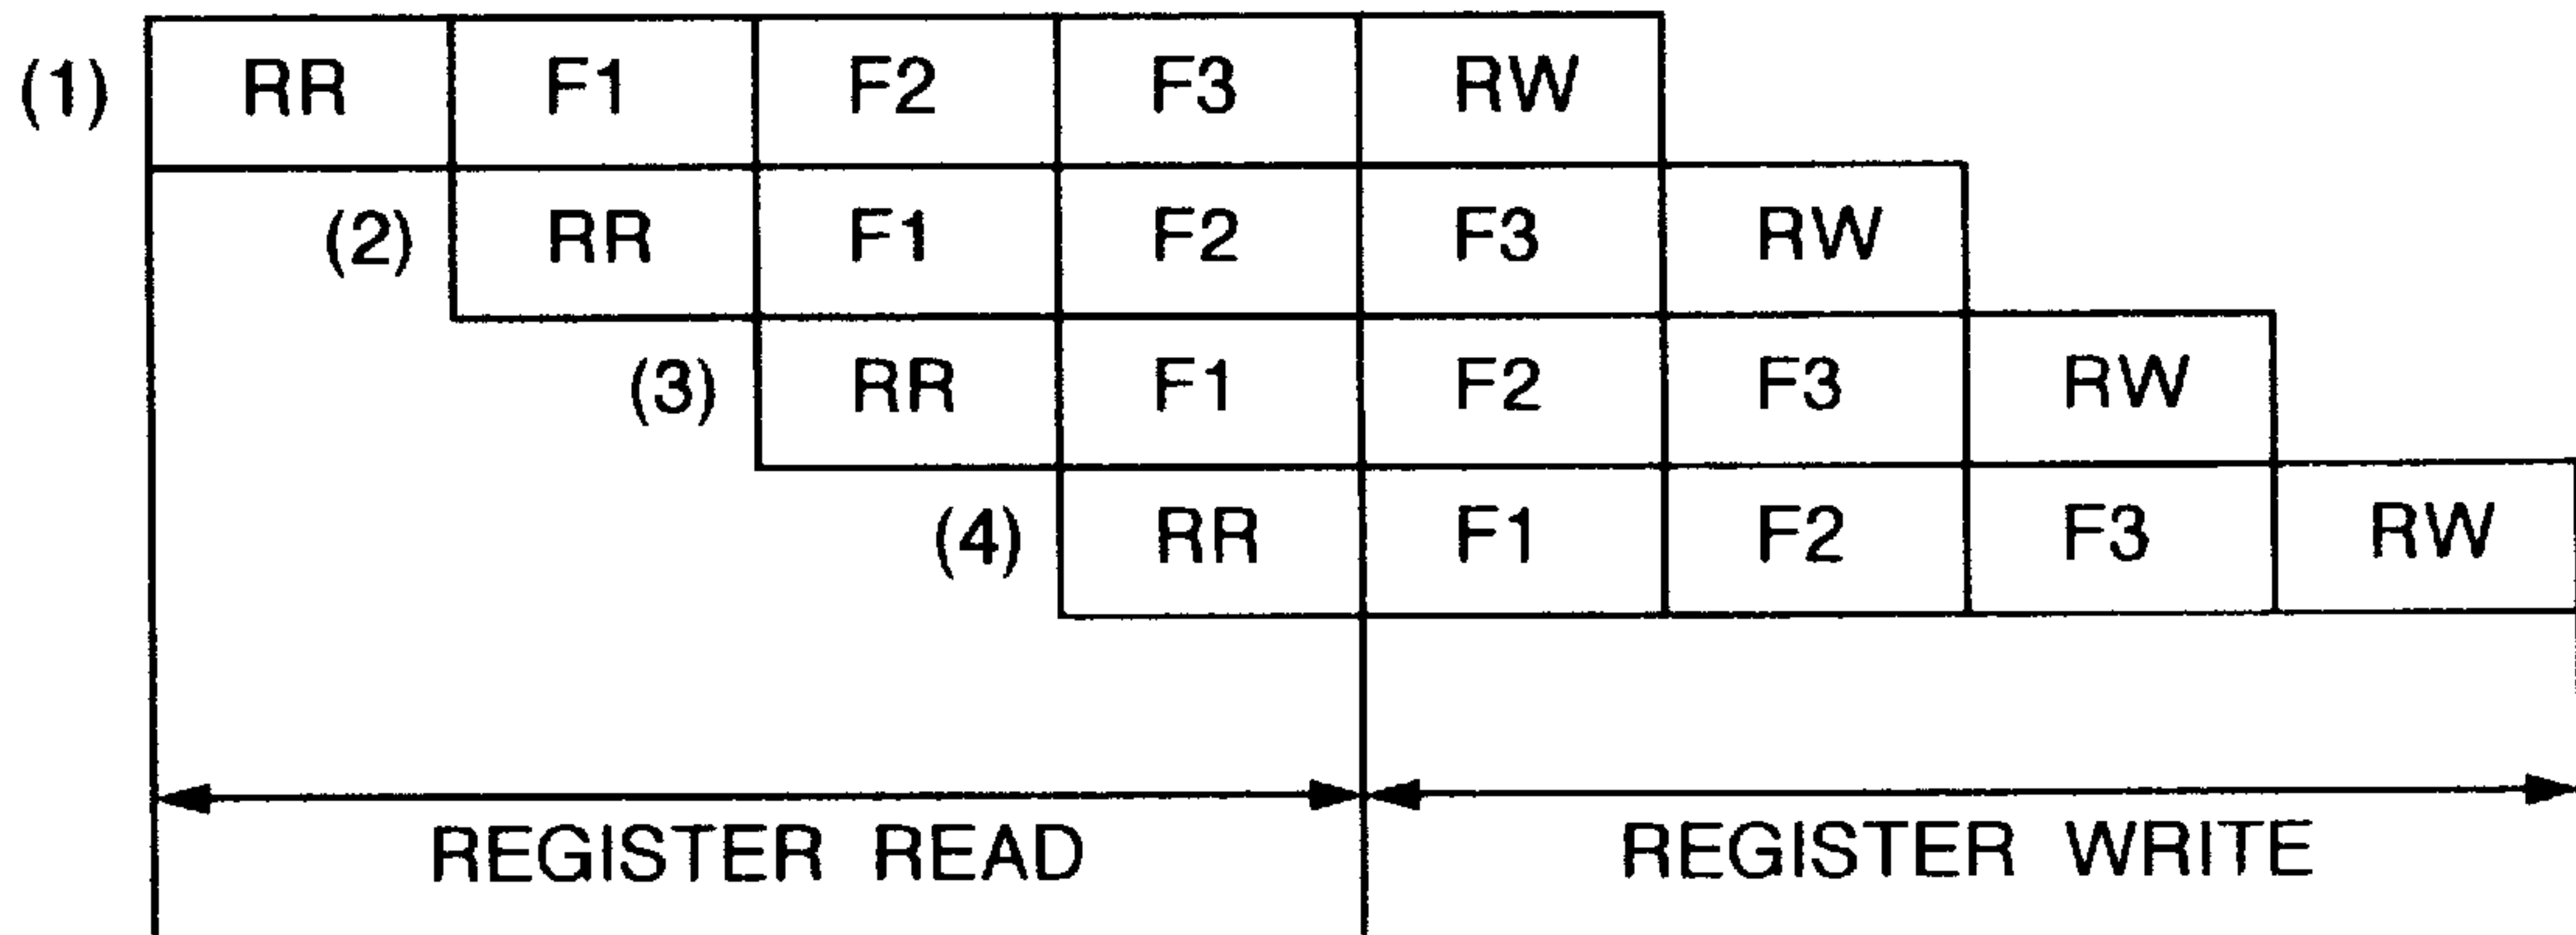 (1) RR F1 F2 F3 RW
(2) RR F1 F2 F3 RW
(3) RR F1 F2 F3 RW
(4) RR F1 F2 F3 RW
REGISTER READ REGISTER WRITE